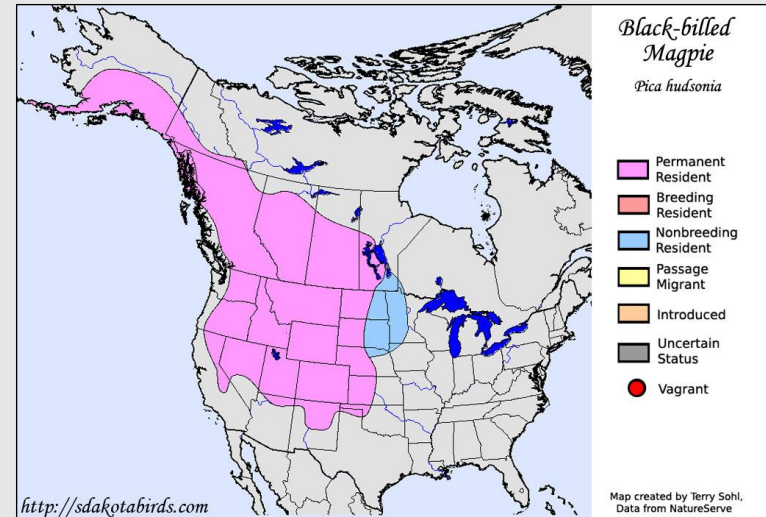 Black-billed
Magpie
Pica hudsonia
Permanent
Resident
Breeding
Resident
Nonbreeding
Resident
Passage
Migrant
Introduced
Uncertain
Status
Vagrant
http://sdakotabirds.com
Map created by Terry Sohl,
Data from NatureServe